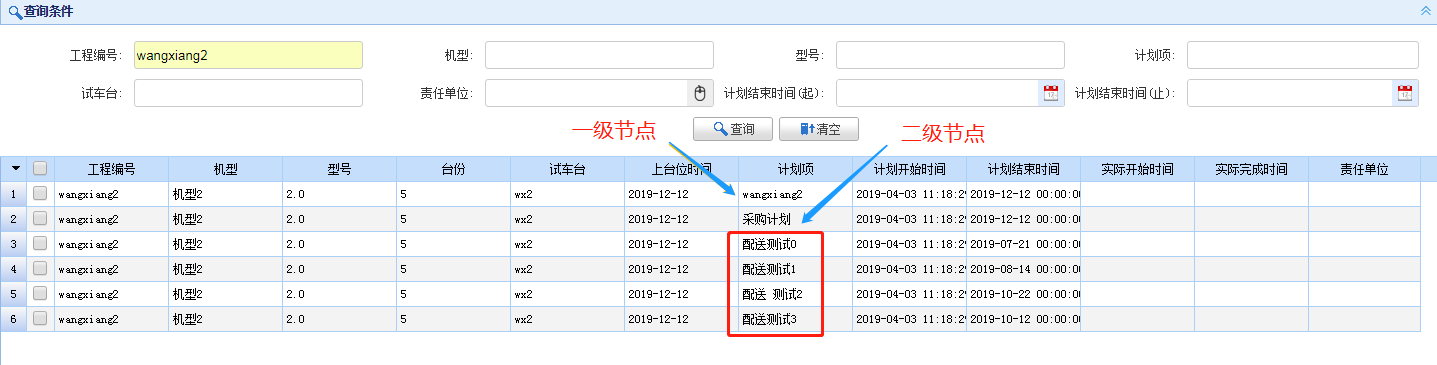 查询条件
工程编号: wangxiang2 机型: 型号: 计划项:
试车台: 责任单位: 计划结束时间(起): 计划结束时间(止):
查询 清空
一级节点 二级节点
工程编号 机型 型号 台份 试车台 上台位时间 计划项 计划开始时间 计划结束时间 实际开始时间 实际完成时间 责任单位
1 wangxiang2 机型2 2.0 5 wx2 2019-12-12 wangxiang2 2019-04-03 11:18:29 2019-12-12 00:00:00
2 wangxiang2 机型2 2.0 5 wx2 2019-12-12 采购计划 2019-04-03 11:18:29 2019-12-12 00:00:00
3 wangxiang2 机型2 2.0 5 wx2 2019-12-12 配送测试0 2019-04-03 11:18:29 2019-07-21 00:00:00
4 wangxiang2 机型2 2.0 5 wx2 2019-12-12 配送测试1 2019-04-03 11:18:29 2019-08-14 00:00:00
5 wangxiang2 机型2 2.0 5 wx2 2019-12-12 配送 测试2 2019-04-03 11:18:29 2019-10-22 00:00:00
6 wangxiang2 机型2 2.0 5 wx2 2019-12-12 配送测试3 2019-04-03 11:18:29 2019-10-12 00:00:00